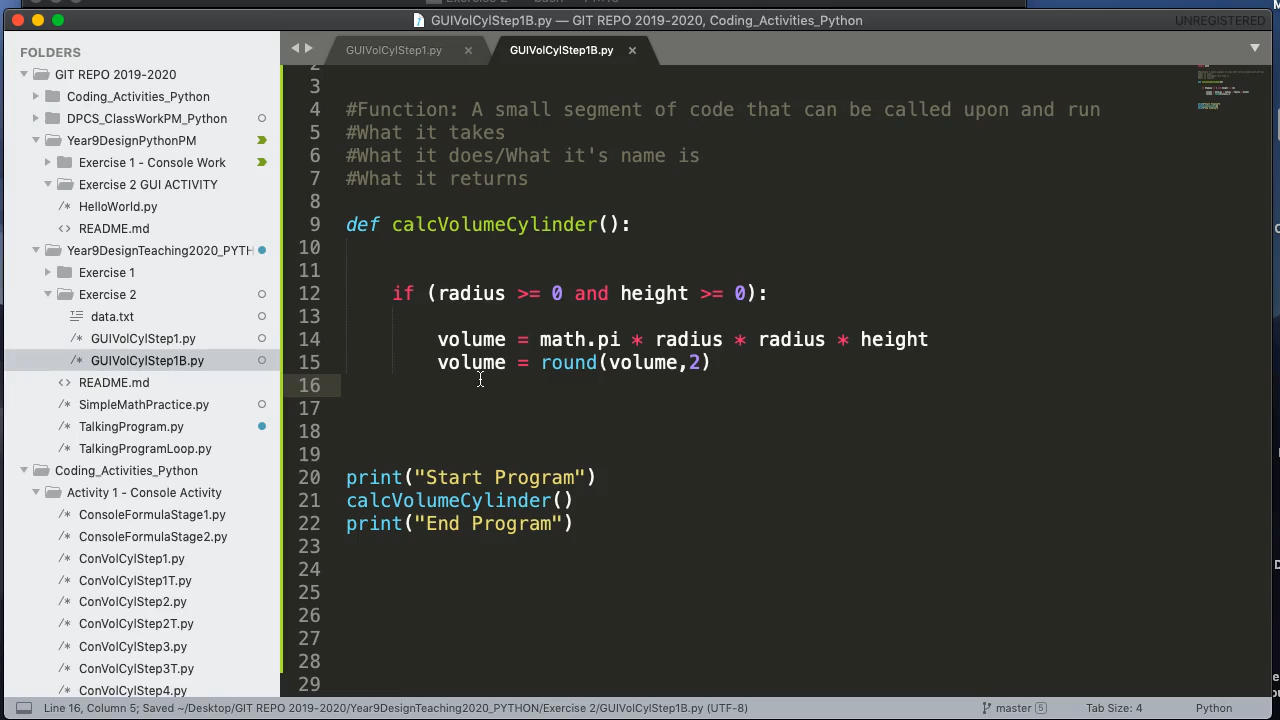 GUIVolCylStep1B.py — GIT REPO 2019-2020, Coding_Activities_Python
UNREGISTERED
FOLDERS
GIT REPO 2019-2020
Coding_Activities_Python
DPCS_ClassWorkPM_Python
Year9DesignPythonPM
Exercise 1 - Console Work
Exercise 2 GUI ACTIVITY
HelloWorld.py
README.md
Year9DesignTeaching2020_PYTH
Exercise 1
Exercise 2
data.txt
GUIVolCylStep1.py
GUIVolCylStep1B.py
README.md
SimpleMathPractice.py
TalkingProgram.py
TalkingProgramLoop.py
Coding_Activities_Python
Activity 1 - Console Activity
ConsoleFormulaStage1.py
ConsoleFormulaStage2.py
ConVolCylStep1.py
ConVolCylStep1T.py
ConVolCylStep2.py
ConVolCylStep2T.py
ConVolCylStep3.py
ConVolCylStep3T.py
ConVolCylStep4.py
GUIVolCylStep1.py
GUIVolCylStep1B.py
2
3
4 #Function: A small segment of code that can be called upon and run
5 #What it takes
6 #What it does/What it's name is
7 #What it returns
8
9 def calcVolumeCylinder():
10
11
12 if (radius >= 0 and height >= 0):
13
14 volume = math.pi * radius * radius * height
15 volume = round(volume,2)
16
17
18
19
20 print("Start Program")
21 calcVolumeCylinder()
22 print("End Program")
23
24
25
26
27
28
29
Line 16, Column 5; Saved ~/Desktop/GIT REPO 2019-2020/Year9DesignTeaching2020_PYTHON/Exercise 2/GUIVolCylStep1B.py (UTF-8)
master 5
Tab Size: 4
Python